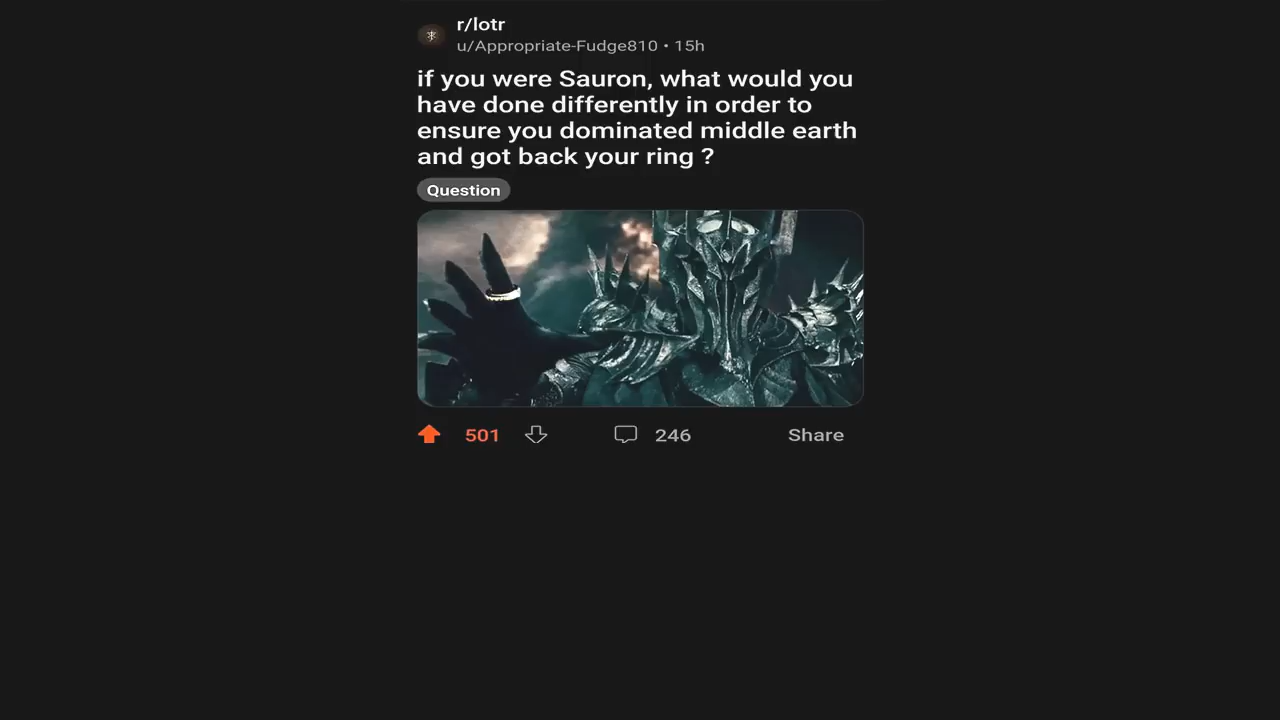 r/lotr
u/Appropriate-Fudge810 • 15h
if you were Sauron, what would you
have done differently in order to
ensure you dominated middle earth
and got back your ring ?
Question
501 246 Share